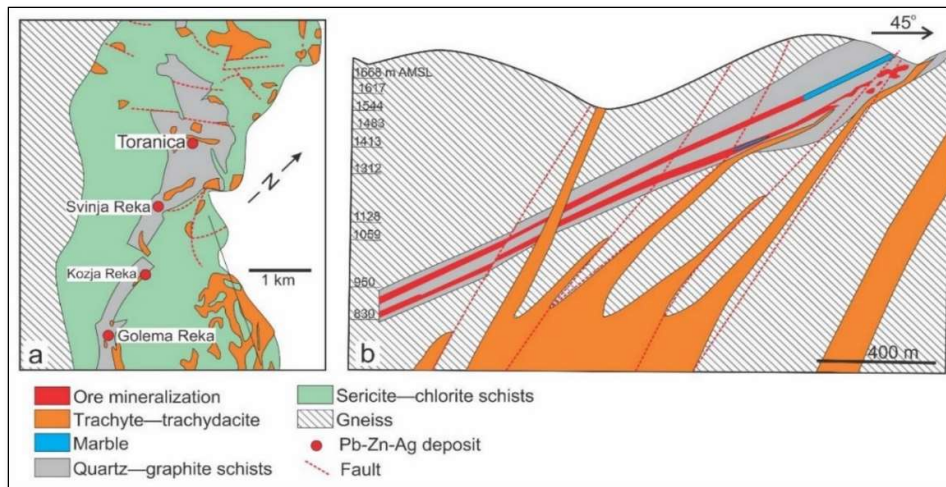 Toranica
Svinja Reka
Kozja Reka
Golema Reka
N
1 km
a
45°
1668 m AMSL
1617
1544
1483
1413
1312
1128
1059
950
830
b
400 m
Ore mineralization
Trachyte—trachydacite
Marble
Quartz—graphite schists
Sericite—chlorite schists
Gneiss
Pb-Zn-Ag deposit
Fault